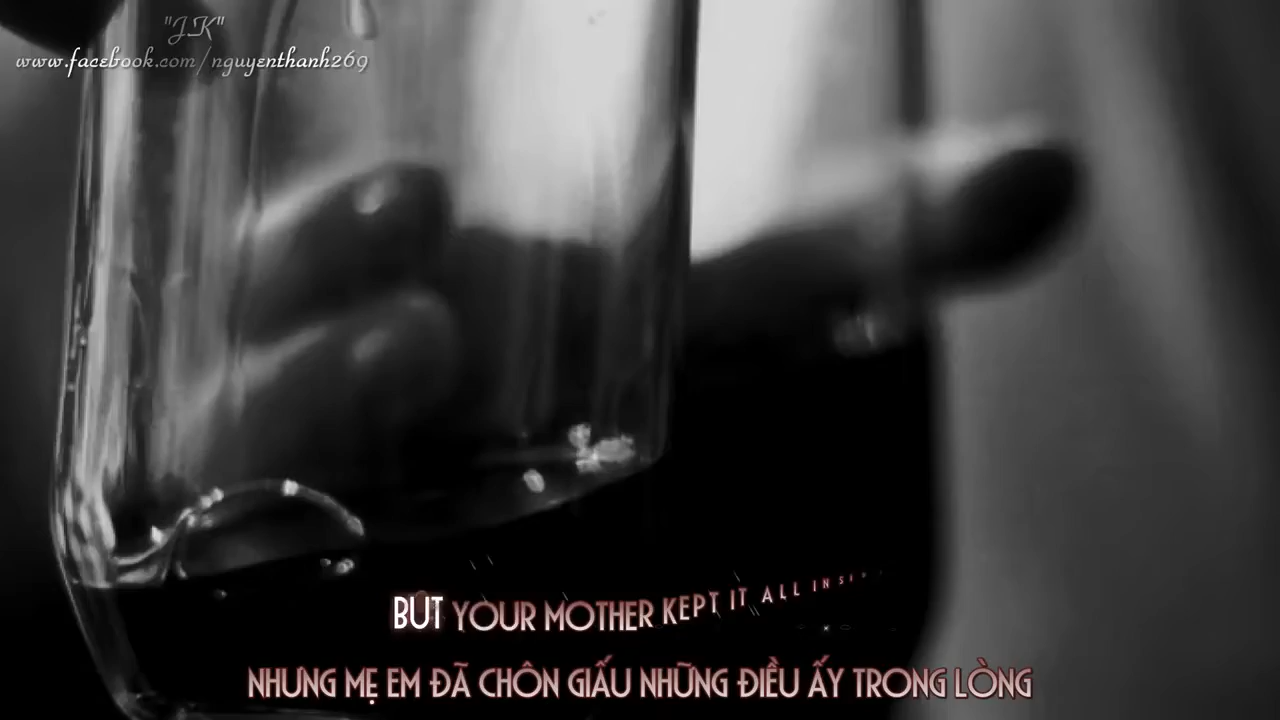 "J.K"
www.facebook.com/nguyenthanh269
BUT YOUR MOTHER KEPT IT ALL
NHƯNG MẸ EM ĐÃ CHÔN GIẤU NHỮNG ĐIỀU ẤY TRONG LÒNG